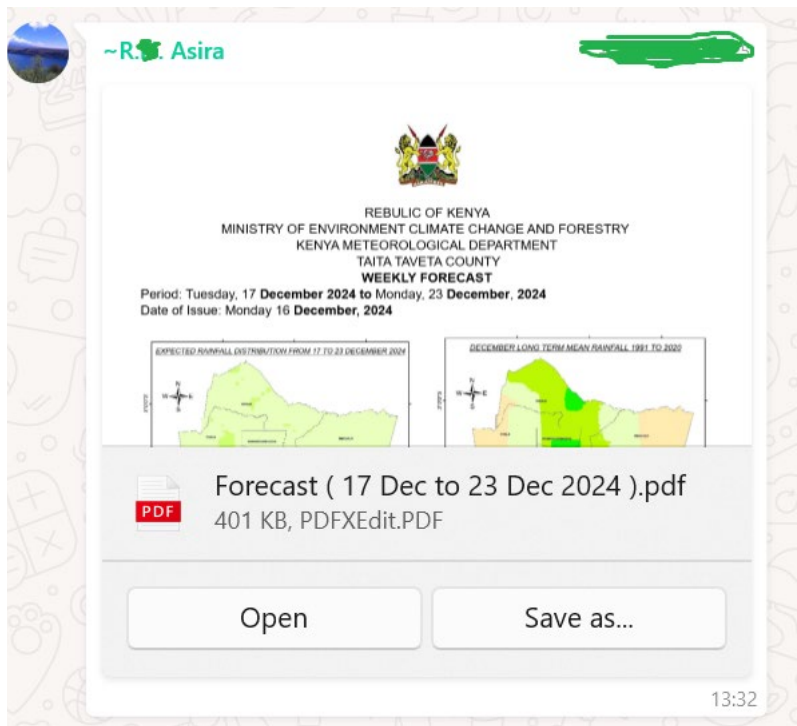 ~R. Asira
REBULIC OF KENYA
MINISTRY OF ENVIRONMENT CLIMATE CHANGE AND FORESTRY
KENYA METEOROLOGICAL DEPARTMENT
TAITA TAVETA COUNTY
WEEKLY FORECAST
Period: Tuesday, 17 December 2024 to Monday, 23 December, 2024
Date of Issue: Monday 16 December, 2024
EXPECTED RAINFALL DISTRIBUTION FROM 17 TO 23 DECEMBER 2024
DECEMBER LONG TERM MEAN RAINFALL 1991 TO 2020
N
W E
S
N
W E
S
PDF
Forecast ( 17 Dec to 23 Dec 2024 ).pdf
401 KB, PDFXEdit.PDF
Open
Save as...
13:32